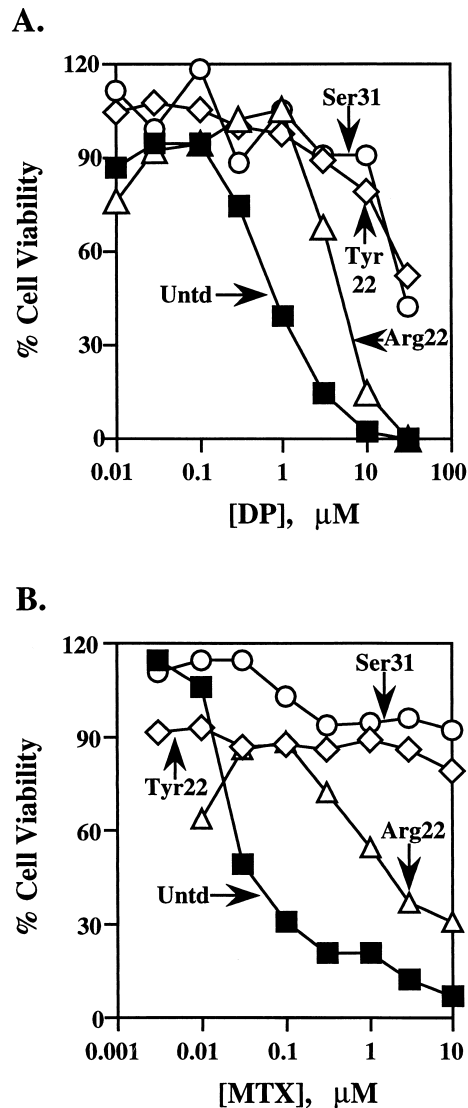 A.
120
90
60
30
0
% Cell Viability
Ser31
Tyr
22
Untd
Arg22
0.01 0.1 1 10 100
[DP], µM
B.
120
90
60
30
0
% Cell Viability
Ser31
Tyr22
Arg22
Untd
0.001 0.01 0.1 1 10
[MTX], µM